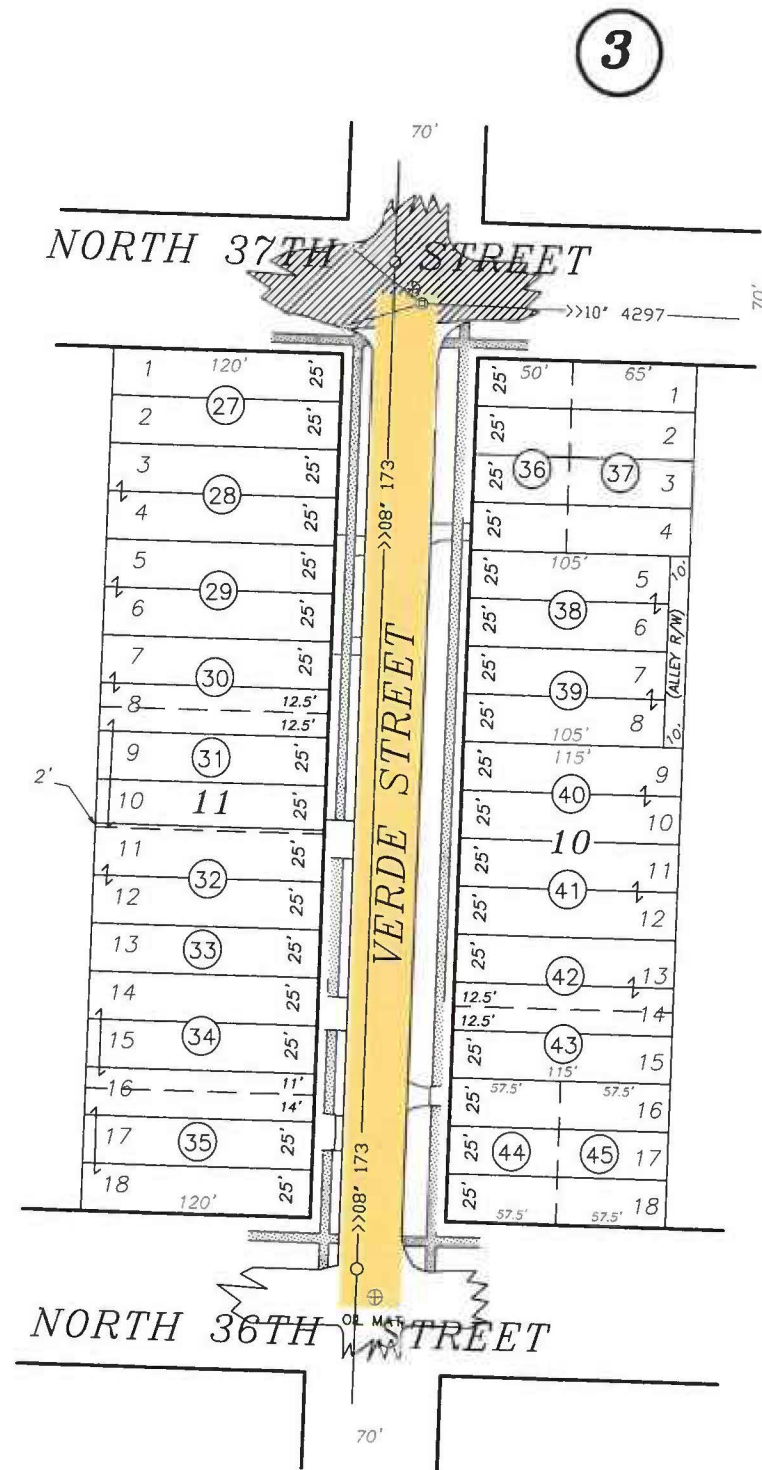 3
70'
NORTH 37TH STREET
70'
>>10" 4297
1 120' 25'
27
2 25'
3 25'
28
4 25'
5 25'
29
6 25'
7 25'
30
8 12.5'
12.5'
9 31 25'
2'
10 11 25'
11 25'
32
12 25'
13 33 25'
14 25'
15 34 25'
16 11'
14'
17 35 25'
18 120' 25'
>>08" 173
VERDE STREET
>>08" 173
25' 50' 65' 1
25' 2
25' 36 37 3
25' 4
25' 105' 5 10.
38
25' 6
(ALLEY R/W)
25' 7
39
25' 105' 8 10.
25' 115' 9
40
25' 10 10
25' 11
41
25' 12
25' 42 13
12.5' 14
12.5'
25' 43 15
115'
25' 57.5' 57.5' 16
25' 44 45 17
25' 57.5' 57.5' 18
OR MAT
NORTH 36TH STREET
70'